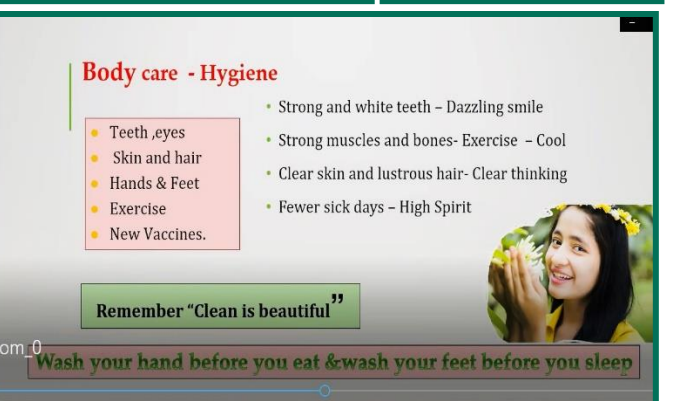 Body care - Hygiene
Teeth ,eyes
Skin and hair
Hands & Feet
Exercise
New Vaccines.
Strong and white teeth – Dazzling smile
Strong muscles and bones- Exercise – Cool
Clear skin and lustrous hair- Clear thinking
Fewer sick days – High Spirit
Remember “Clean is beautiful”
om_0
Wash your hand before you eat &wash your feet before you sleep